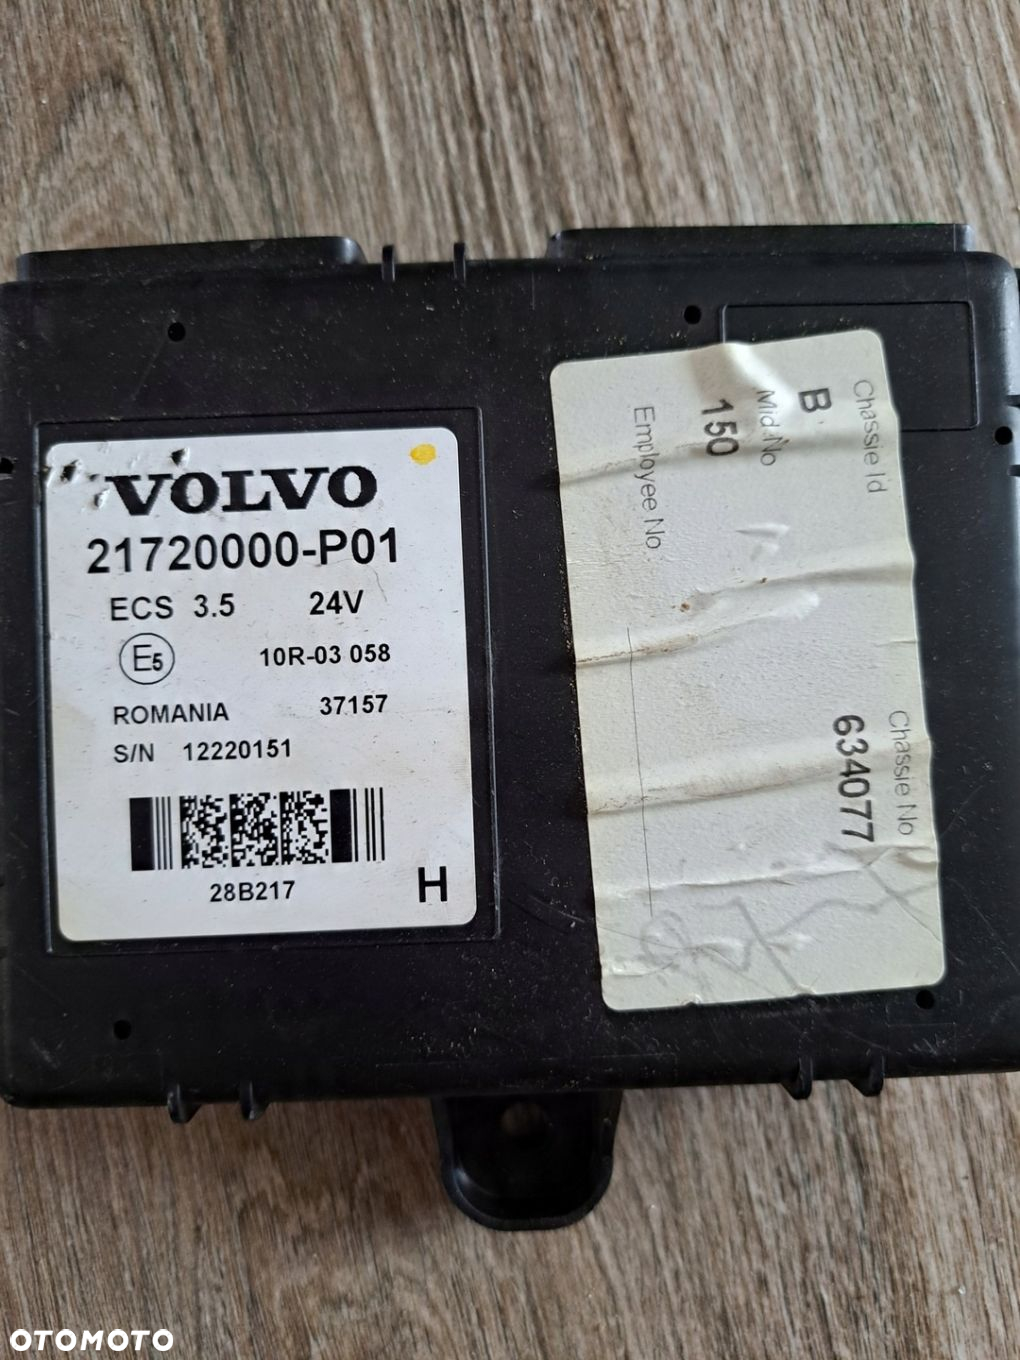 VOLVO
21720000-P01
ECS 3.5 24V
E5 10R-03 058
ROMANIA 37157
S/N 12220151
28B217 H
Chassie Id
B
Mid No
150
Employee No
Chassie No
634077
OTOMOTO